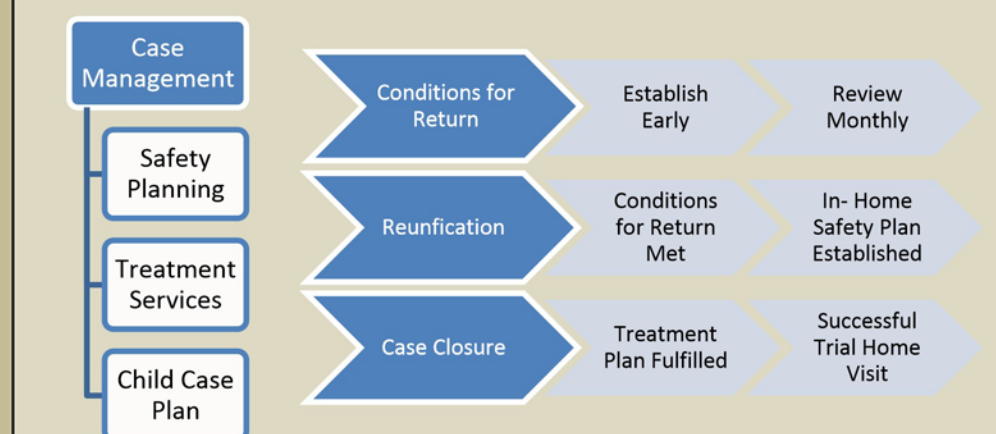 Case
Management
Safety
Planning
Treatment
Services
Child Case
Plan
Conditions for
Return
Establish
Early
Review
Monthly
Reunfication
Conditions
for Return
Met
In- Home
Safety Plan
Established
Case Closure
Treatment
Plan Fulfilled
Successful
Trial Home
Visit